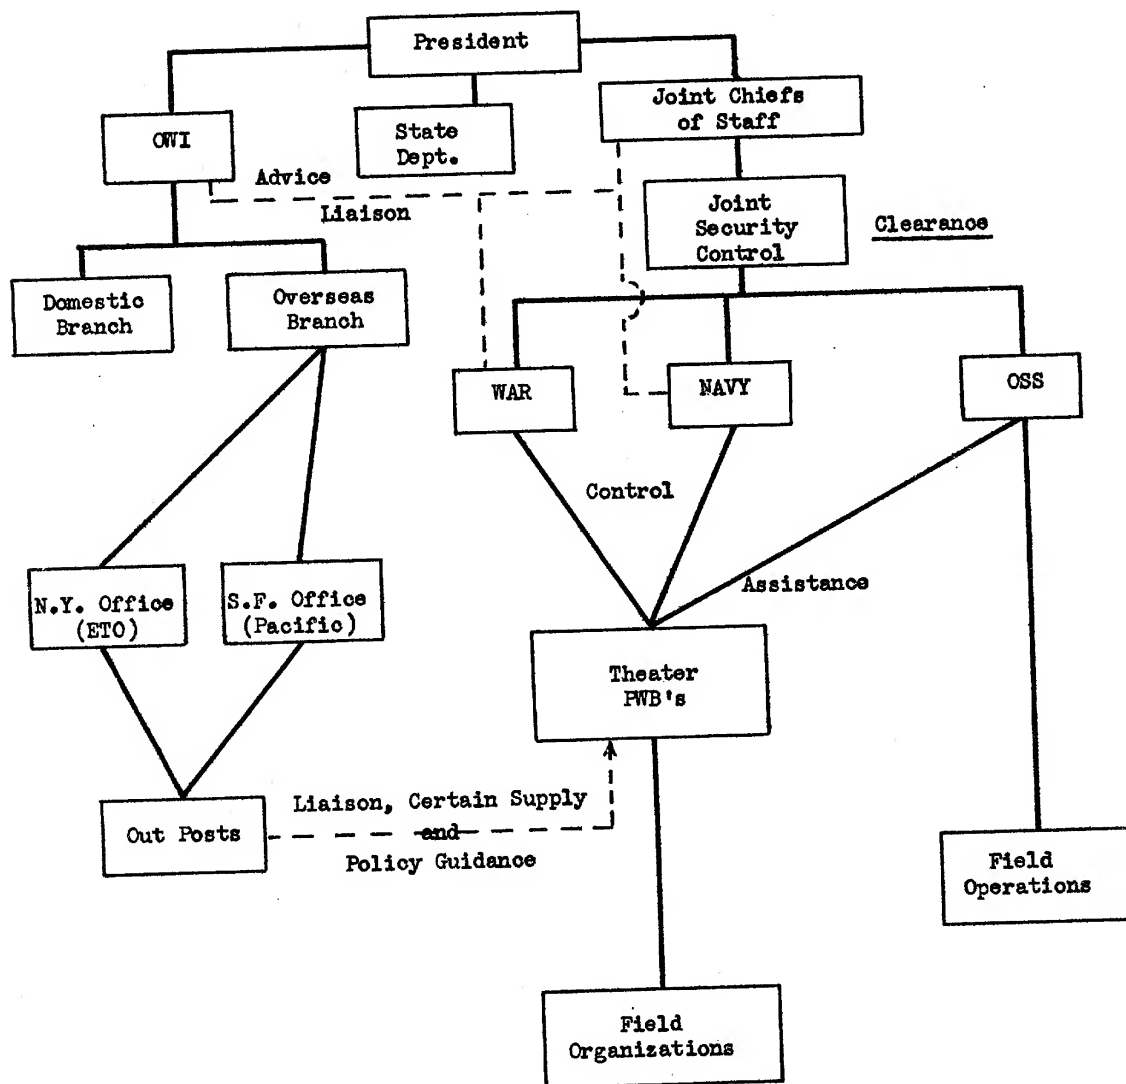 President
OWI
State
Dept.
Joint Chiefs
of Staff
Advice
Liaison
Joint
Security
Control
Clearance
Domestic
Branch
Overseas
Branch
WAR
NAVY
OSS
Control
Assistance
N.Y. Office
(ETO)
S.F. Office
(Pacific)
Theater
PWB's
Out Posts
Liaison, Certain Supply
and
Policy Guidance
Field
Operations
Field
Organizations